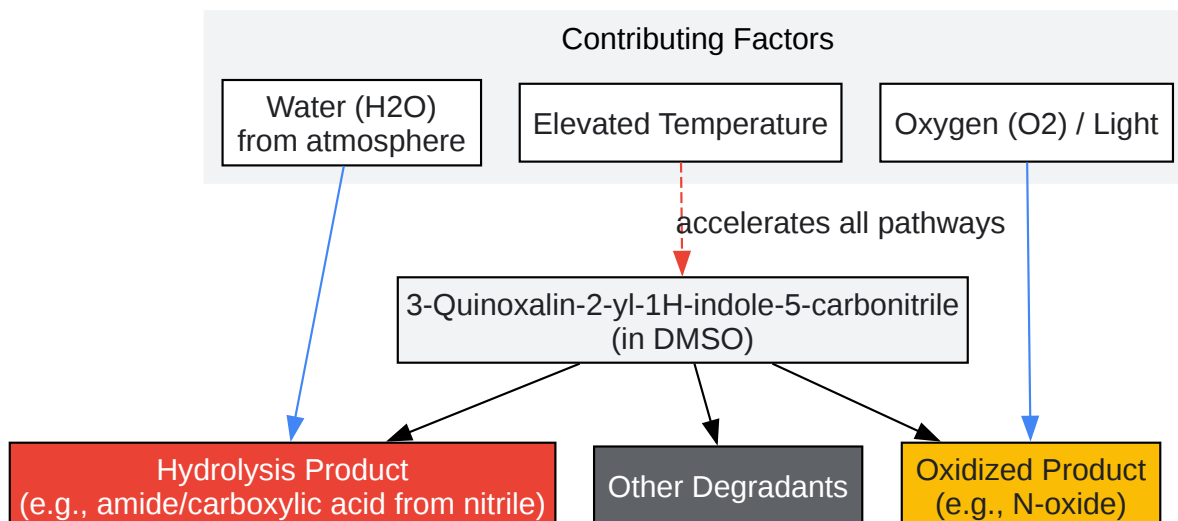 Contributing Factors
Water (H2O)
from atmosphere
Elevated Temperature
Oxygen (O2) / Light
accelerates all pathways
3-Quinoxalin-2-yl-1H-indole-5-carbonitrile
(in DMSO)
Hydrolysis Product
(e.g., amide/carboxylic acid from nitrile)
Other Degradants
Oxidized Product
(e.g., N-oxide)